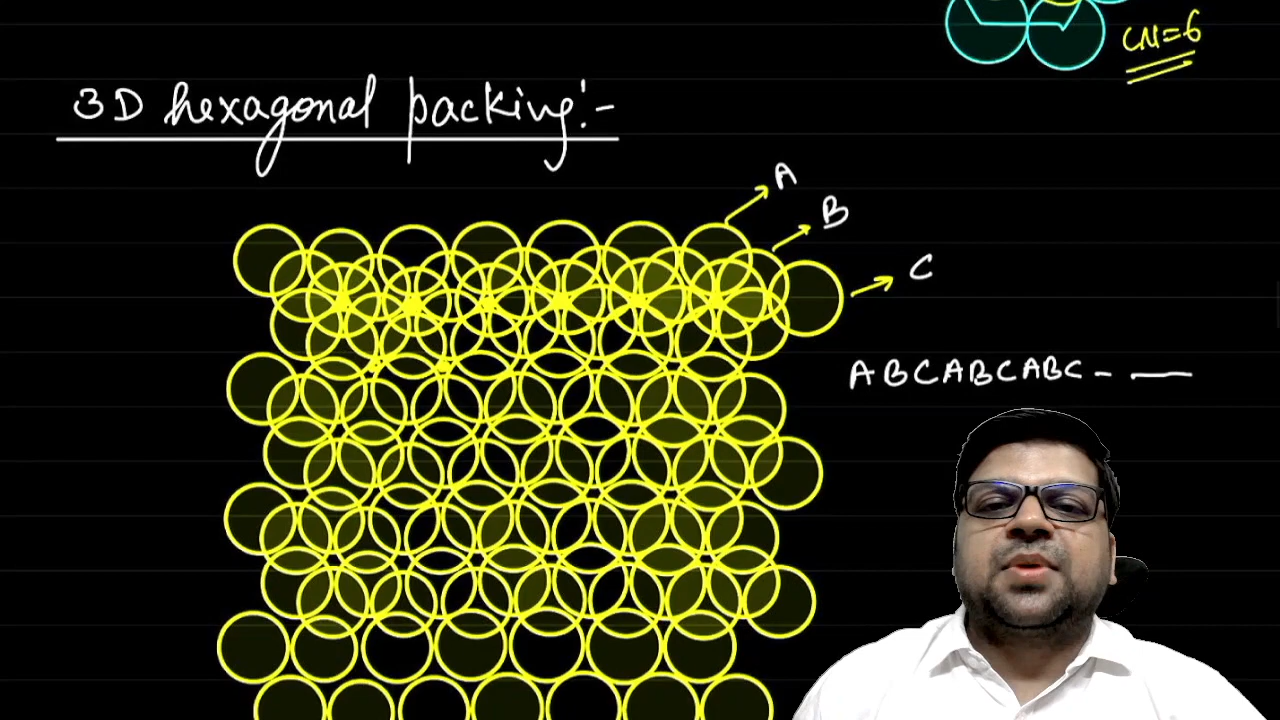 CN=6
3D hexagonal packing:-
A
B
C
ABCABCABC - —